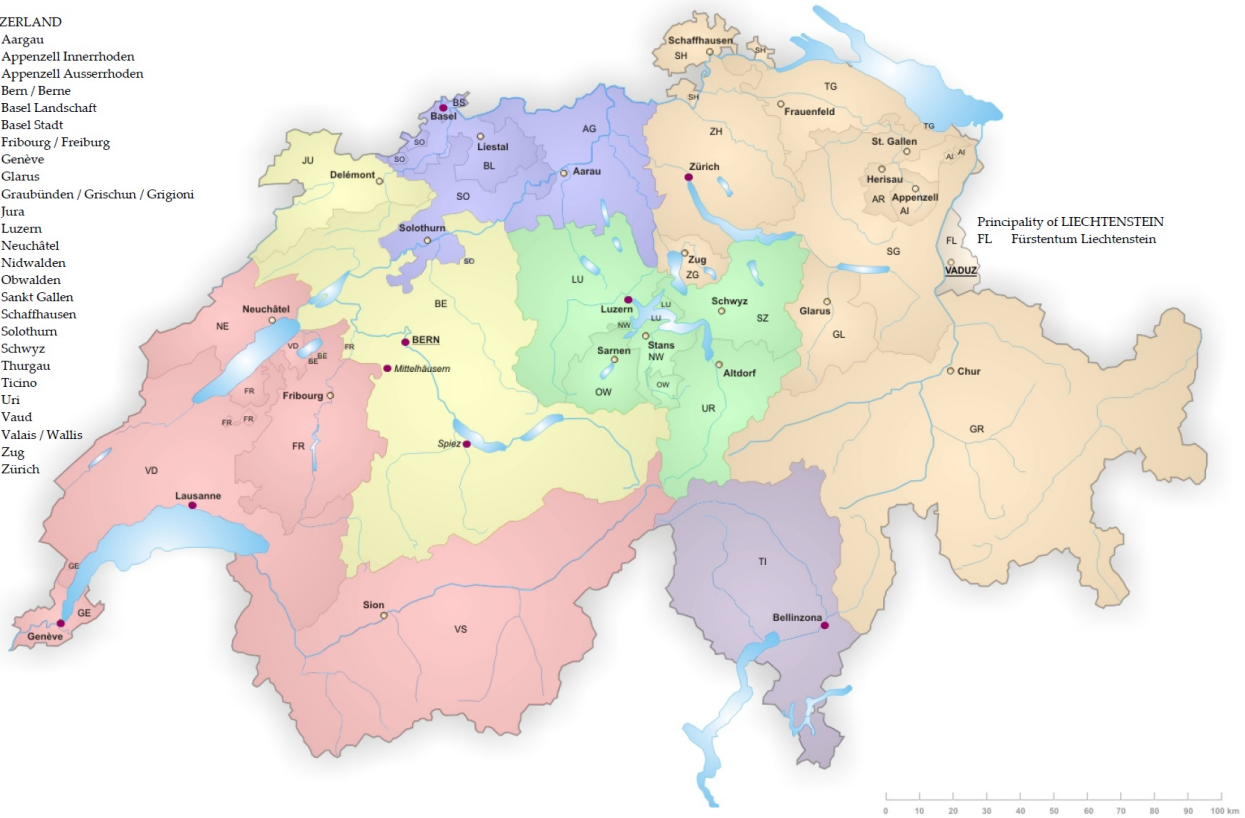 ZERLAND
Aargau
Appenzell Innerrhoden
Appenzell Ausserrhoden
Bern / Berne
Basel Landschaft
Basel Stadt
Fribourg / Freiburg
Genève
Glarus
Graubünden / Grischun / Grigioni
Jura
Luzern
Neuchâtel
Nidwalden
Obwalden
Sankt Gallen
Schaffhausen
Solothurn
Schwyz
Thurgau
Ticino
Uri
Vaud
Valais / Wallis
Zug
Zürich
Schaffhausen
SH
SH
SH
TG
Frauenfeld
TG
BS
Basel
SO
SO
Liestal
BL
SO
AG
Aarau
ZH
Zürich
St. Gallen
AI
AI
Herisau
AR
Appenzell
AI
JU
Delémont
Solothurn
SO
Principality of LIECHTENSTEIN
FL Fürstentum Liechtenstein
FL
VADUZ
SG
Zug
ZG
LU
Luzern
LU
LU
NW
Schwyz
SZ
Glarus
GL
Stans
NW
Sarnen
OW
OW
Altdorf
UR
BE
NE
Neuchâtel
BERN
Mittelhäusern
VD
BE
BE
FR
FR
Fribourg
FR
FR
FR
Spiez
Chur
GR
VD
Lausanne
GE
GE
Genève
Sion
VS
TI
Bellinzona
0 10 20 30 40 50 60 70 80 90 100 km